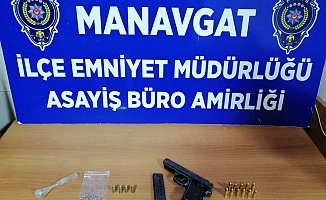 MANAVGAT
İLÇE EMNİYET MÜDÜRLÜĞÜ
ASAYİŞ BÜRO AMİRLİĞİ